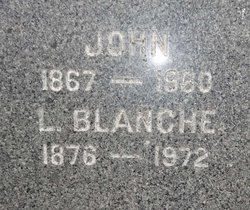 JOHN
1867 — 1960
L. BLANCHE
1876 — 1972